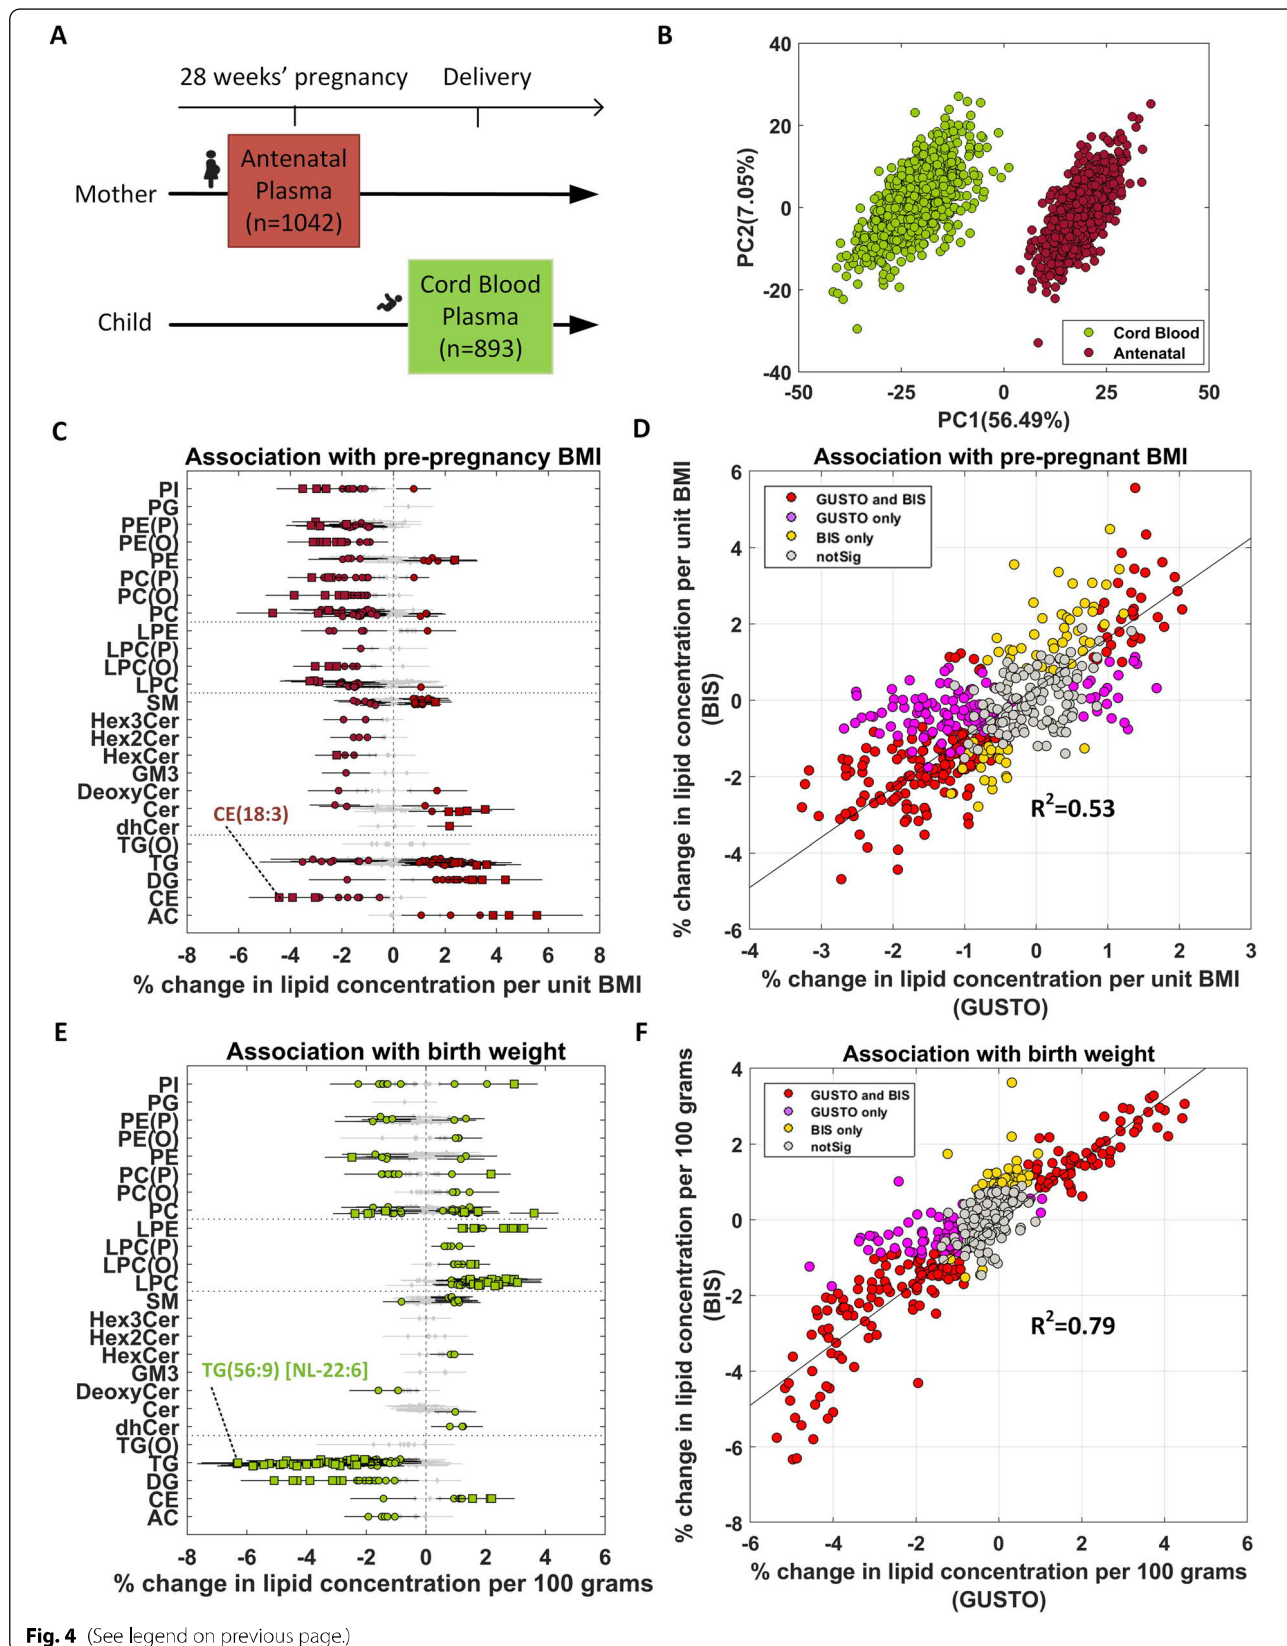 A
28 weeks' pregnancy
Delivery
Mother
Antenatal
Plasma
(n=1042)
Child
Cord Blood
Plasma
(n=893)
B
PC2(7.05%)
40
20
0
-20
-40
-50
-25
0
25
50
PC1(56.49%)
Cord Blood
Antenatal
C
Association with pre-pregnancy BMI
PI
PG
PE(P)
PE(O)
PE
PC(P)
PC(O)
PC
LPE
LPC(P)
LPC(O)
LPC
SM
Hex3Cer
Hex2Cer
HexCer
GM3
DeoxyCer
Cer
dhCer
TG(O)
TG
DG
CE
AC
CE(18:3)
-8
-6
-4
-2
0
2
4
6
8
% change in lipid concentration per unit BMI
D
Association with pre-pregnant BMI
% change in lipid concentration per unit BMI
(BIS)
6
4
2
0
-2
-4
-6
GUSTO and BIS
GUSTO only
BIS only
notSig
R²=0.53
-4
-3
-2
-1
0
1
2
3
% change in lipid concentration per unit BMI
(GUSTO)
E
Association with birth weight
PI
PG
PE(P)
PE(O)
PE
PC(P)
PC(O)
PC
LPE
LPC(P)
LPC(O)
LPC
SM
Hex3Cer
Hex2Cer
HexCer
GM3
DeoxyCer
Cer
dhCer
TG(O)
TG
DG
CE
AC
TG(56:9) [NL-22:6]
-8
-6
-4
-2
0
2
4
6
8
% change in lipid concentration per 100 grams
F
Association with birth weight
% change in lipid concentration per 100 grams
(BIS)
4
2
0
-2
-4
-6
-8
GUSTO and BIS
GUSTO only
BIS only
notSig
R²=0.79
-6
-4
-2
0
2
4
6
% change in lipid concentration per 100 grams
(GUSTO)
Fig. 4 (See legend on previous page.)